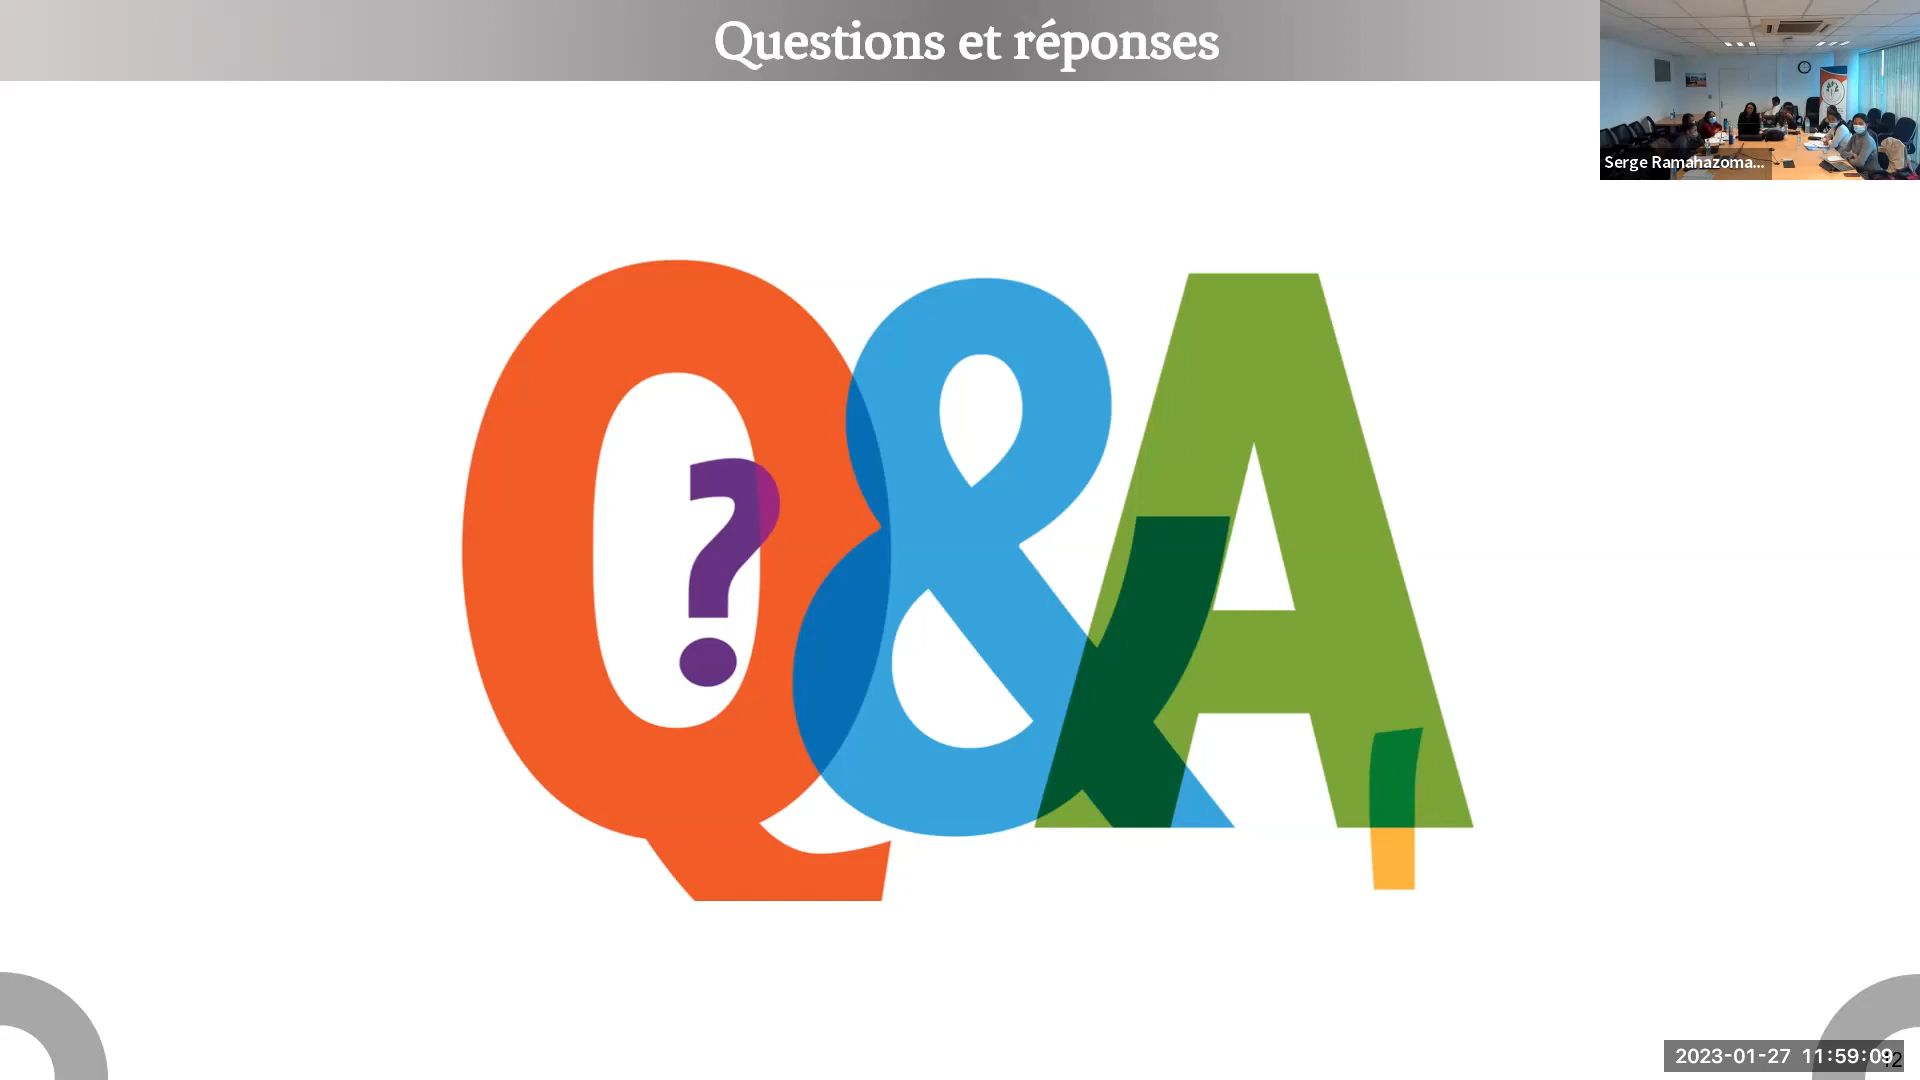 Questions et réponses
Serge Ramahazoma...
Q&A
?
2023-01-27 11:59:09